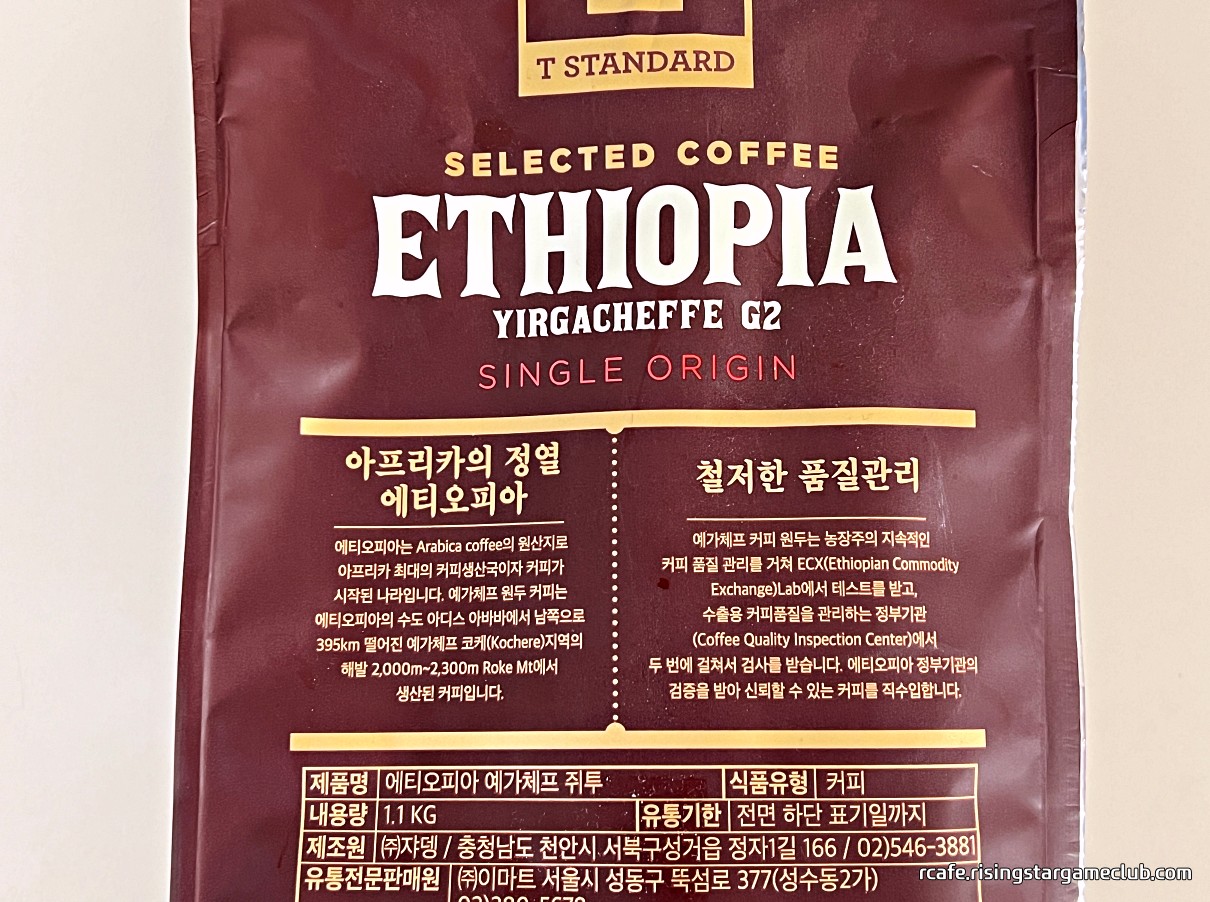 T STANDARD
SELECTED COFFEE
ETHIOPIA
YIRGACHEFFE G2
SINGLE ORIGIN
아프리카의 정열
에티오피아
에티오피아는 Arabica coffee의 원산지로
아프리카 최대의 커피생산국이자 커피가
시작된 나라입니다. 예가체프 원두 커피는
에티오피아의 수도 아디스 아바바에서 남쪽으로
395km 떨어진 예가체프 코케(Kochere)지역의
해발 2,000m~2,300m Roke Mt에서
생산된 커피입니다.
철저한 품질관리
예가체프 커피 원두는 농장주의 지속적인
커피 품질 관리를 거쳐 ECX(Ethiopian Commodity
Exchange)Lab에서 테스트를 받고,
수출용 커피품질을 관리하는 정부기관
(Coffee Quality Inspection Center)에서
두 번에 걸쳐서 검사를 받습니다. 에티오피아 정부기관의
검증을 받아 신뢰할 수 있는 커피를 직수입합니다.
제품명 에티오피아 예가체프 쥐투 식품유형 커피
내용량 1.1 KG 유통기한 전면 하단 표기일까지
제조원 ㈜쟈뎅 / 충청남도 천안시 서북구성거읍 정자1길 166 / 02)546-3881
유통전문판매원 ㈜이마트 서울시 성동구 뚝섬로 377(성수동2가)
rcafe.risingstargameclub.com